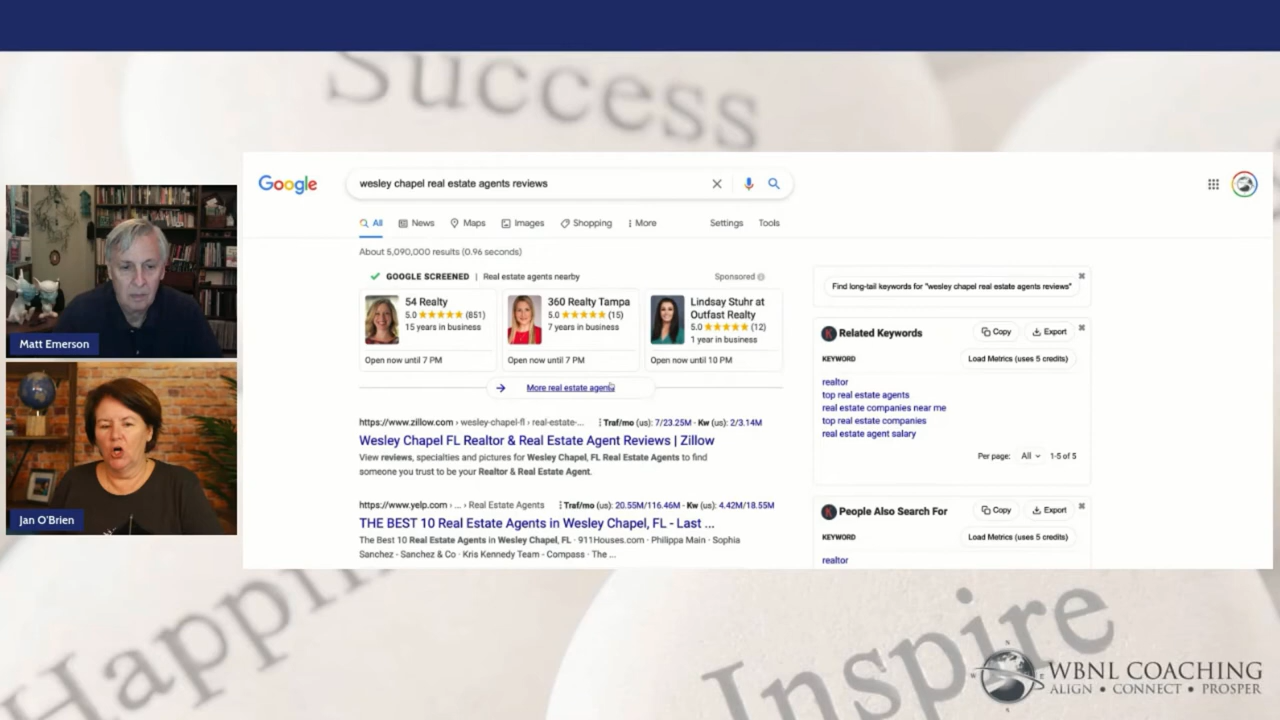 Success
Google
wesley chapel real estate agents reviews
All
News
Maps
Images
Shopping
More
Settings
Tools
About 5,090,000 results (0.96 seconds)
GOOGLE SCREENED | Real estate agents nearby
Sponsored
54 Realty
5.0 ★★★★★ (851)
15 years in business
Open now until 7 PM
360 Realty Tampa
5.0 ★★★★★ (15)
7 years in business
Open now until 7 PM
Lindsay Stuhr at
Outfast Realty
5.0 ★★★★★ (12)
1 year in business
Open now until 10 PM
More real estate agents
https://www.zillow.com › wesley-chapel-fl › real-estate-...
Traf/mo (us): 7/23.25M - Kw (us): 2/3.14M
Wesley Chapel FL Realtor & Real Estate Agent Reviews | Zillow
View reviews, specialties and pictures for Wesley Chapel, FL Real Estate Agents to find
someone you trust to be your Realtor & Real Estate Agent.
https://www.yelp.com › ... › Real Estate Agents
Traf/mo (us): 20.55M/116.46M - Kw (us): 4.42M/18.55M
THE BEST 10 Real Estate Agents in Wesley Chapel, FL - Last ...
The Best 10 Real Estate Agents in Wesley Chapel, FL · 911Houses.com · Philippa Main · Sophia
Sanchez - Sanchez & Co · Kris Kennedy Team - Compass · The ...
Find long-tail keywords for "wesley chapel real estate agents reviews"
Related Keywords
Copy
Export
KEYWORD
Load Metrics (uses 5 credits)
realtor
top real estate agents
real estate companies near me
top real estate companies
real estate agent salary
Per page: All
1-5 of 5
People Also Search For
Copy
Export
KEYWORD
Load Metrics (uses 5 credits)
realtor
Matt Emerson
Jan O'Brien
Happin
Inspire
WBNL COACHING
ALIGN • CONNECT • PROSPER